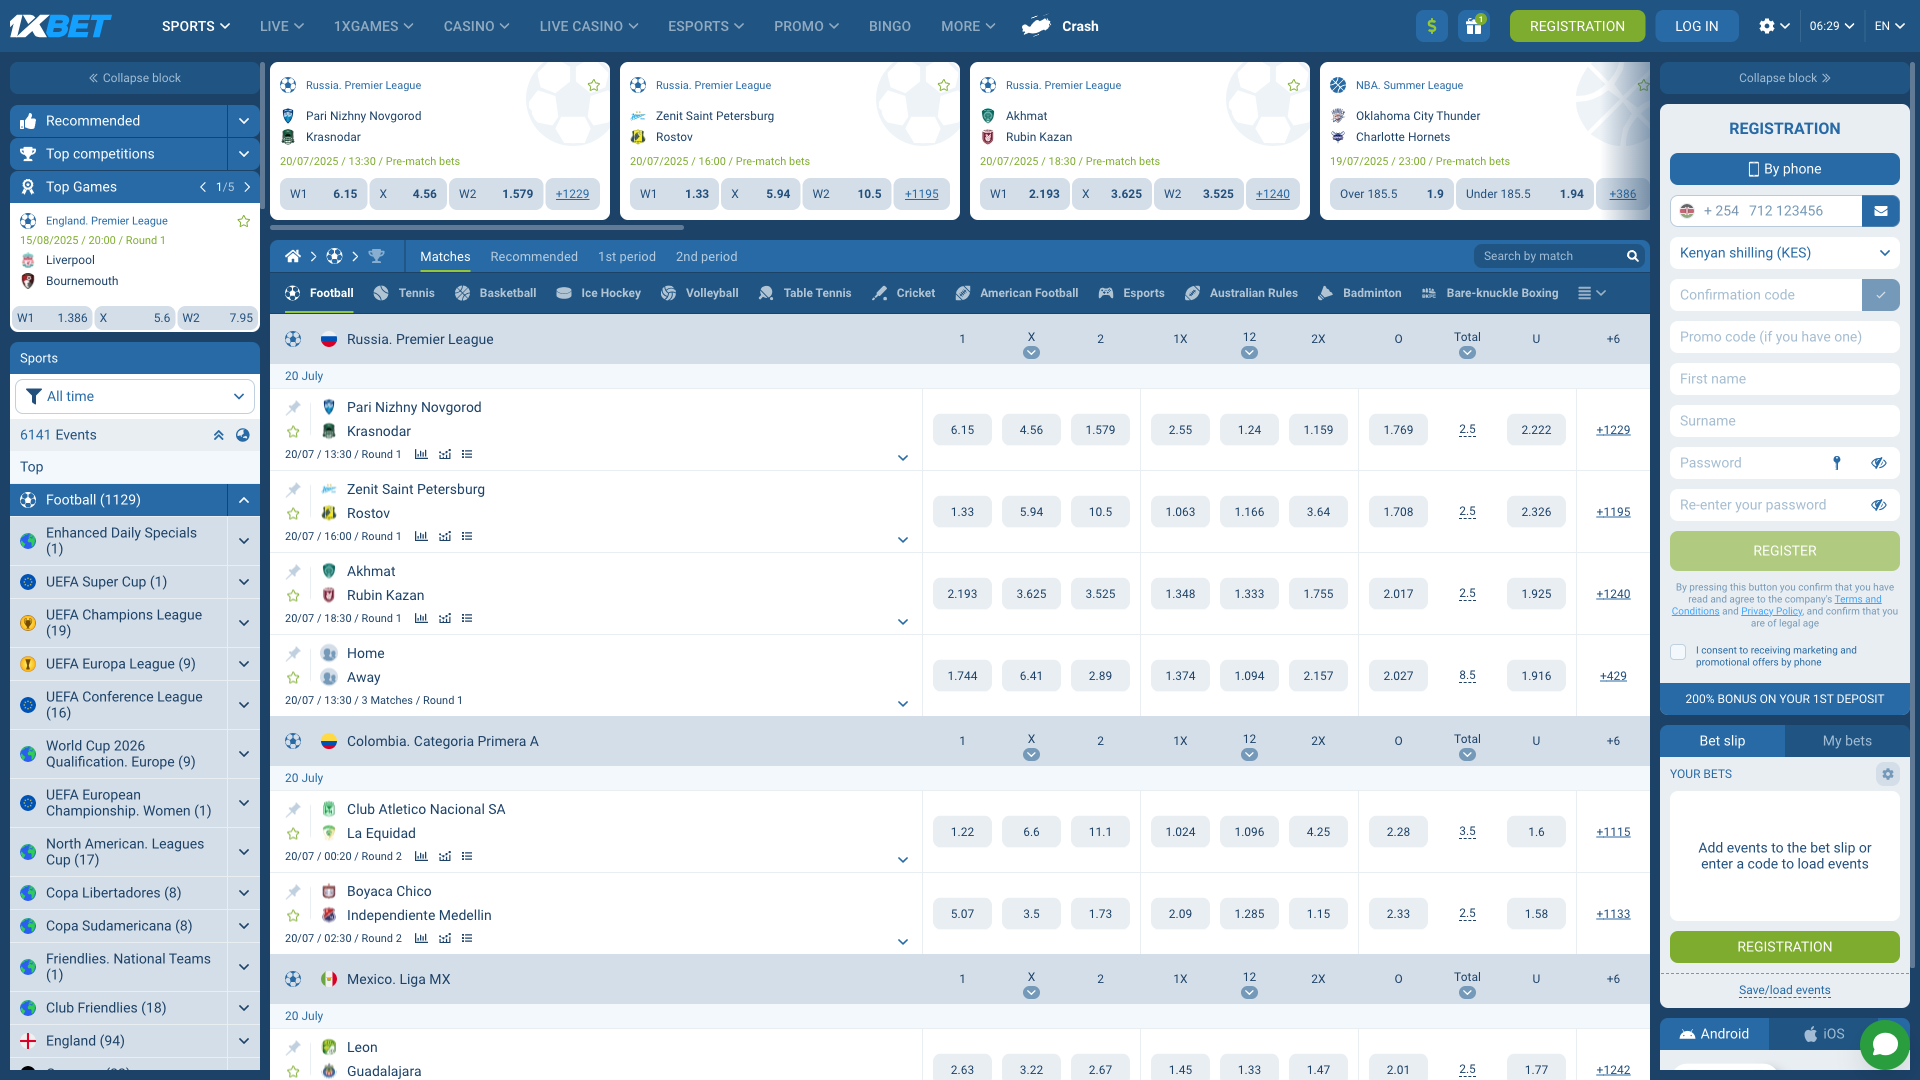 1XBET
SPORTS LIVE 1XGAMES CASINO LIVE CASINO ESPORTS PROMO BINGO MORE Crash
$ 1 REGISTRATION LOG IN 06:29 EN
Collapse block
Recommended
Top competitions
Top Games 1/5
England. Premier League
15/08/2025 / 20:00 / Round 1
Liverpool
Bournemouth
W1 1.386 X 5.6 W2 7.95
Sports
All time
6141 Events
Top
Football (1129)
Enhanced Daily Specials
(1)
UEFA Super Cup (1)
UEFA Champions League
(19)
UEFA Europa League (9)
UEFA Conference League
(16)
World Cup 2026
Qualification. Europe (9)
UEFA European
Championship. Women (1)
North American. Leagues
Cup (17)
Copa Libertadores (8)
Copa Sudamericana (8)
Friendlies. National Teams
(1)
Club Friendlies (18)
England (94)
Russia. Premier League
Pari Nizhny Novgorod
Krasnodar
20/07/2025 / 13:30 / Pre-match bets
W1 6.15 X 4.56 W2 1.579 +1229
Russia. Premier League
Zenit Saint Petersburg
Rostov
20/07/2025 / 16:00 / Pre-match bets
W1 1.33 X 5.94 W2 10.5 +1195
Russia. Premier League
Akhmat
Rubin Kazan
20/07/2025 / 18:30 / Pre-match bets
W1 2.193 X 3.625 W2 3.525 +1240
NBA. Summer League
Oklahoma City Thunder
Charlotte Hornets
19/07/2025 / 23:00 / Pre-match bets
Over 185.5 1.9 Under 185.5 1.94 +386
Matches Recommended 1st period 2nd period Search by match
Football Tennis Basketball Ice Hockey Volleyball Table Tennis Cricket American Football Esports Australian Rules Badminton Bare-knuckle Boxing
Russia. Premier League 1 X 2 1X 12 2X O Total U +6
20 July
Pari Nizhny Novgorod
Krasnodar
20/07 / 13:30 / Round 1
6.15 4.56 1.579 2.55 1.24 1.159 1.769 2.5 2.222 +1229
Zenit Saint Petersburg
Rostov
20/07 / 16:00 / Round 1
1.33 5.94 10.5 1.063 1.166 3.64 1.708 2.5 2.326 +1195
Akhmat
Rubin Kazan
20/07 / 18:30 / Round 1
2.193 3.625 3.525 1.348 1.333 1.755 2.017 2.5 1.925 +1240
Home
Away
20/07 / 13:30 / 3 Matches / Round 1
1.744 6.41 2.89 1.374 1.094 2.157 2.027 8.5 1.916 +429
Colombia. Categoria Primera A 1 X 2 1X 12 2X O Total U +6
20 July
Club Atletico Nacional SA
La Equidad
20/07 / 00:20 / Round 2
1.22 6.6 11.1 1.024 1.096 4.25 2.28 3.5 1.6 +1115
Boyaca Chico
Independiente Medellin
20/07 / 02:30 / Round 2
5.07 3.5 1.73 2.09 1.285 1.15 2.33 2.5 1.58 +1133
Mexico. Liga MX 1 X 2 1X 12 2X O Total U +6
20 July
Leon
Guadalajara
2.63 3.22 2.67 1.45 1.33 1.47 2.01 2.5 1.77 +1242
Collapse block
REGISTRATION
By phone
+ 254 712 123456
Kenyan shilling (KES)
Confirmation code
Promo code (if you have one)
First name
Surname
Password
Re-enter your password
REGISTER
By pressing this button you confirm that you have
read and agree to the company's Terms and
Conditions and Privacy Policy, and confirm that you
are of legal age
I consent to receiving marketing and
promotional offers by phone
200% BONUS ON YOUR 1ST DEPOSIT
Bet slip My bets
YOUR BETS
Add events to the bet slip or
enter a code to load events
REGISTRATION
Save/load events
Android iOS